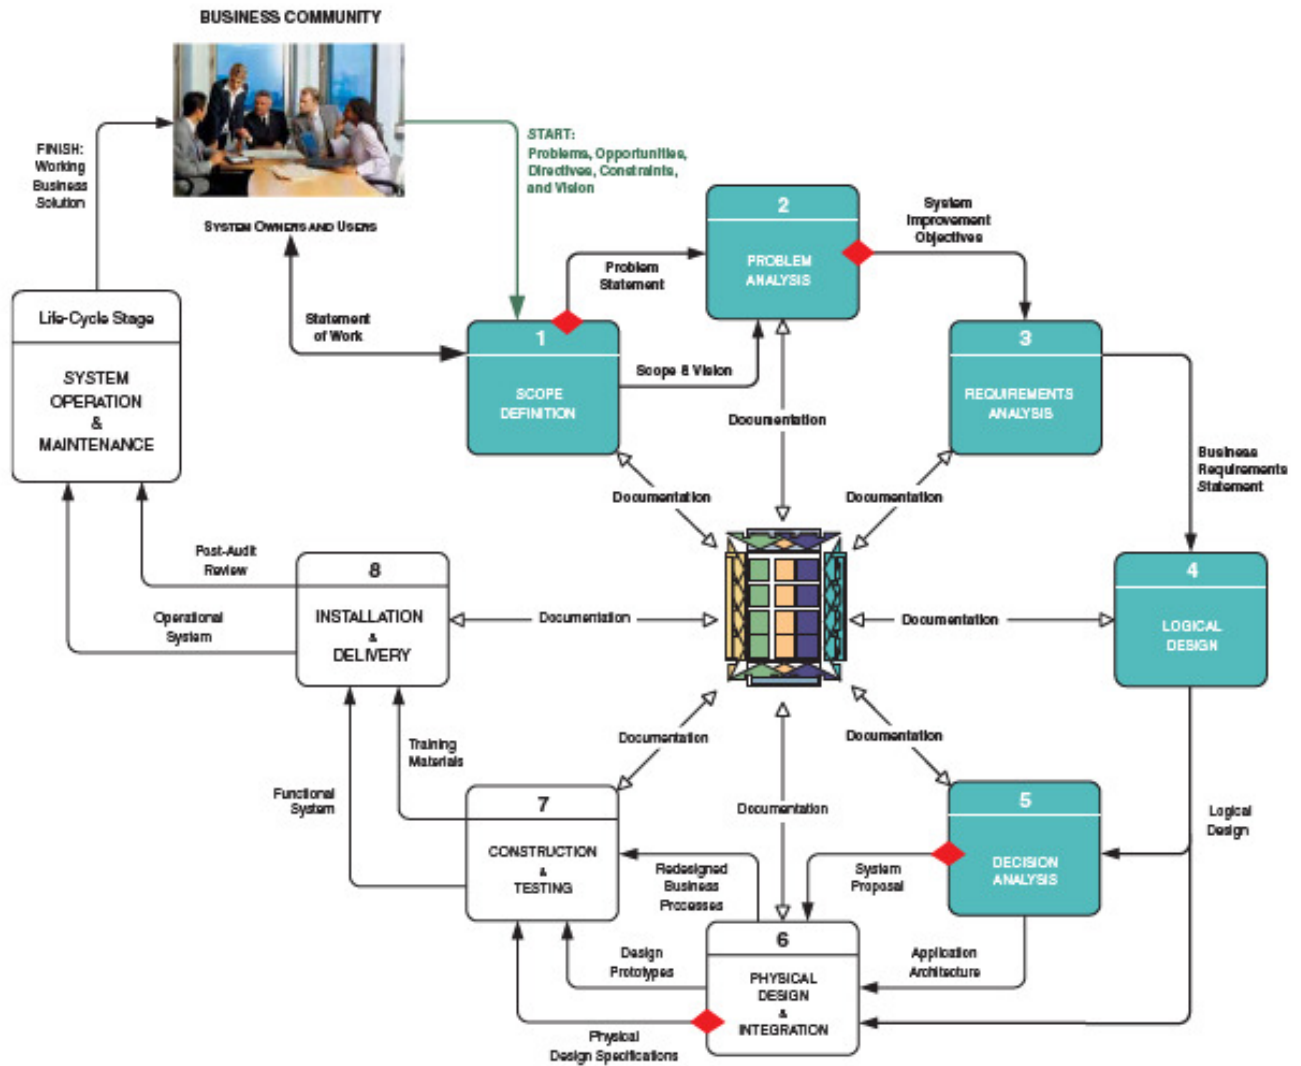 BUSINESS COMMUNITY
FINISH:
Working
Business
Solution
START:
Problems, Opportunities,
Directives, Constraints,
and Vision
SYSTEM OWNERS AND USERS
Statement
of Work
Problem
Statement
Scope & Vision
1
SCOPE
DEFINITION
2
PROBLEM
ANALYSIS
System
Improvement
Objectives
3
REQUIREMENTS
ANALYSIS
Business
Requirements
Statement
Life-Cycle Stage
SYSTEM
OPERATION
&
MAINTENANCE
Documentation
Documentation
Documentation
Post-Audit
Review
Operational
System
8
INSTALLATION
&
DELIVERY
Documentation
Documentation
4
LOGICAL
DESIGN
Training
Materials
Functional
System
Documentation
Documentation
Documentation
7
CONSTRUCTION
&
TESTING
Redesigned
Business
Processes
System
Proposal
5
DECISION
ANALYSIS
Logical
Design
Design
Prototypes
6
PHYSICAL
DESIGN
&
INTEGRATION
Application
Architecture
Physical
Design Specifications